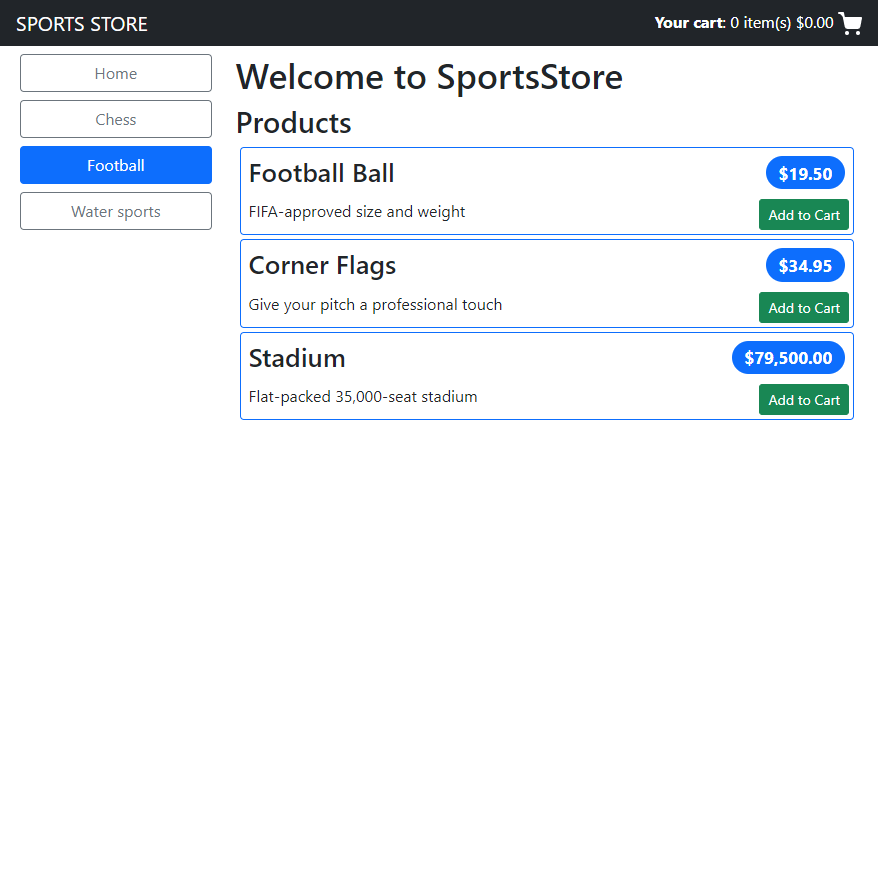 SPORTS STORE
Your cart: 0 item(s) $0.00
Home
Chess
Football
Water sports
Welcome to SportsStore
Products
Football Ball
$19.50
FIFA-approved size and weight
Add to Cart
Corner Flags
$34.95
Give your pitch a professional touch
Add to Cart
Stadium
$79,500.00
Flat-packed 35,000-seat stadium
Add to Cart